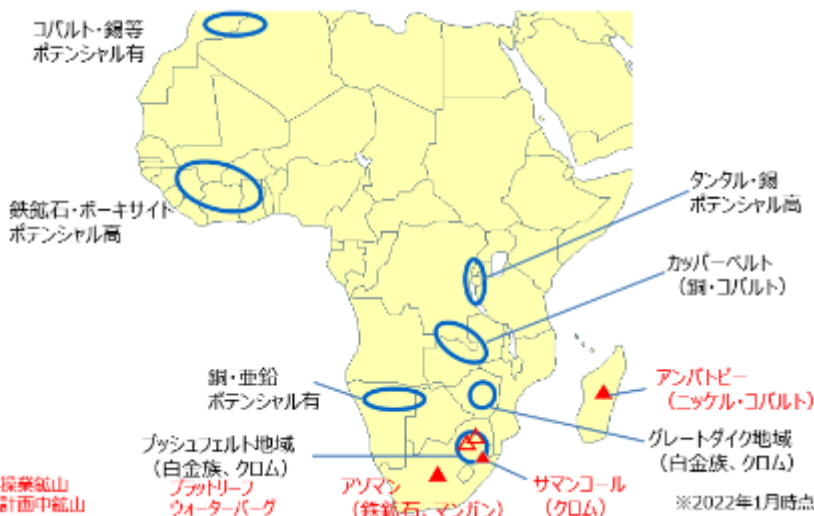 コバルト・錫等
ポテンシャル有
鉄鉱石・ボーキサイト
ポテンシャル高
タンタル・錫
ポテンシャル高
カッパーベルト
(銅・コバルト)
銅・亜鉛
ポテンシャル有
アンバトビー
(ニッケル・コバルト)
ブッシュフェルト地域
(白金族、クロム)
グレートダイク地域
(白金族、クロム)
操業鉱山
計画中鉱山
プラットリーフ
ウォーターバーグ
アソマン
(鉄鉱石、マンガン)
サマンコール
(クロム)
※2022年1月時点